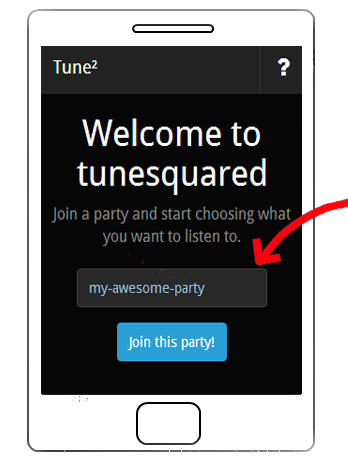 Tune²
?
Welcome to
tunesquared
Join a party and start choosing what
you want to listen to.
my-awesome-party
Join this party!